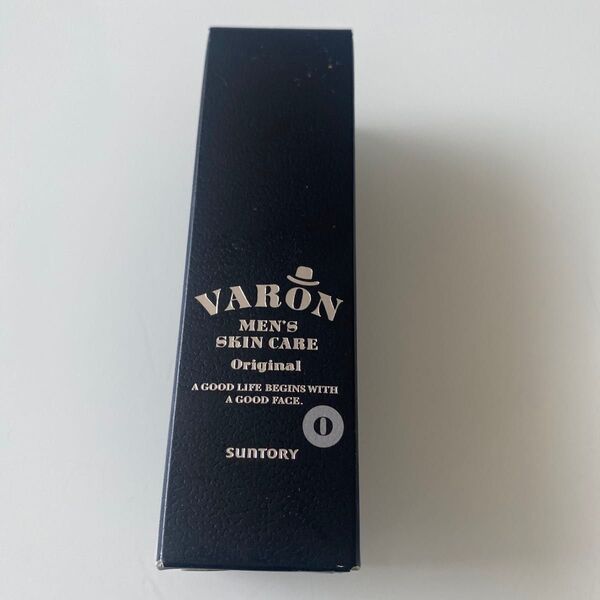 VARON
MEN'S
SKIN CARE
Original
A GOOD LIFE BEGINS WITH
A GOOD FACE.
O
SUNTORY